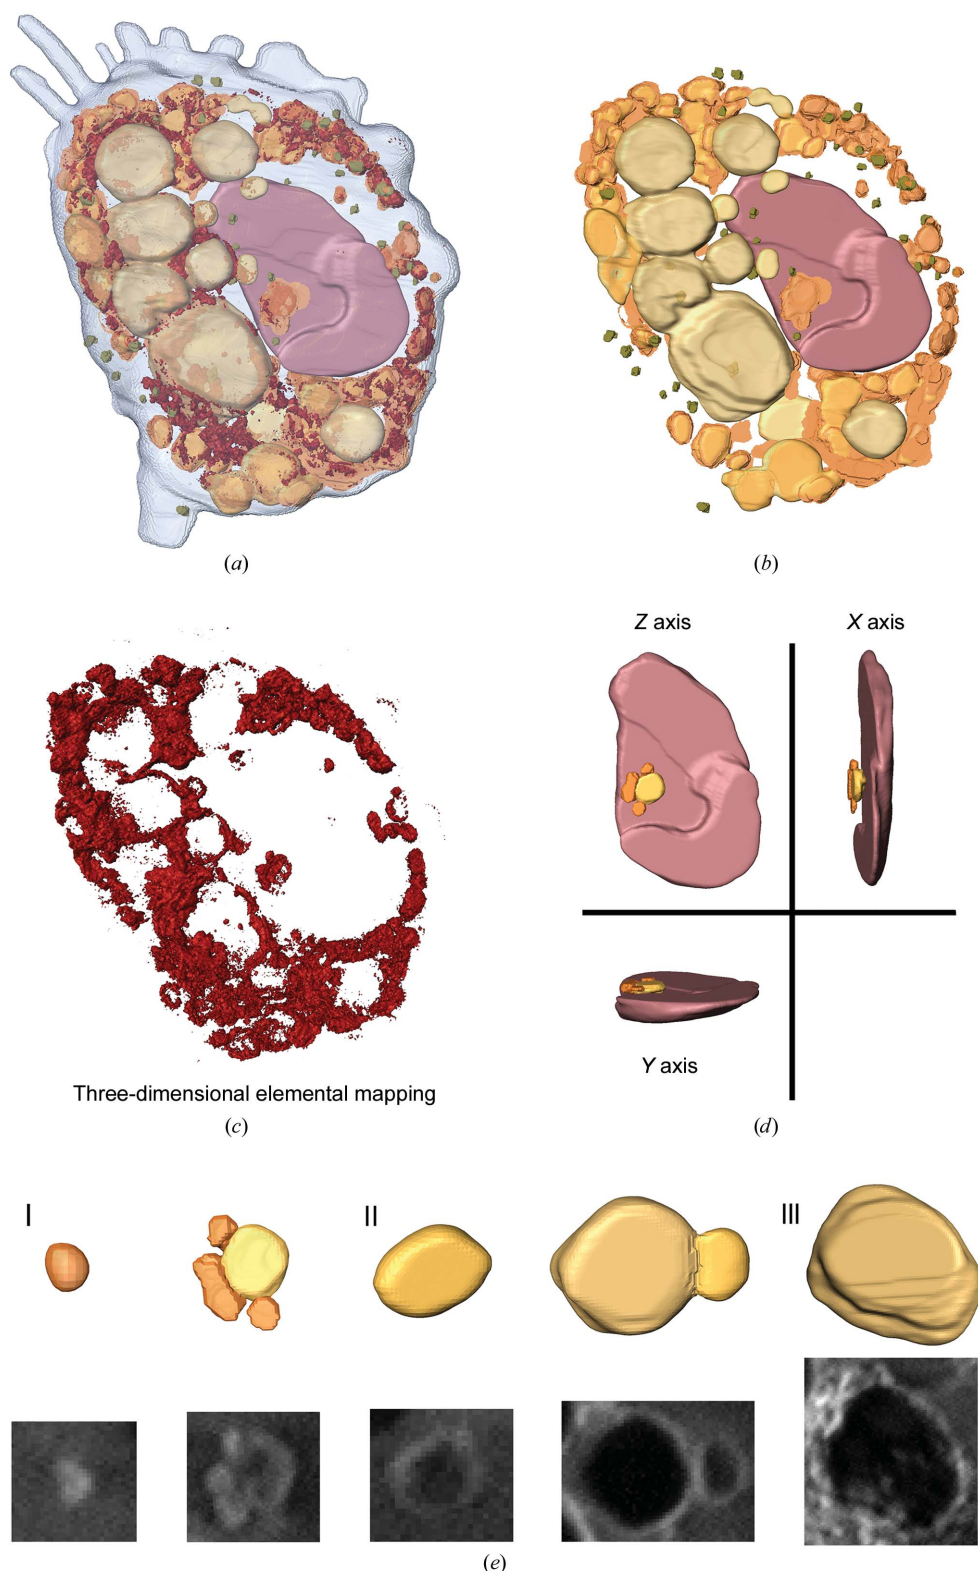 (a)
(b)
Z axis
X axis
Y axis
Three-dimensional elemental mapping
(c)
(d)
I
II
III
(e)